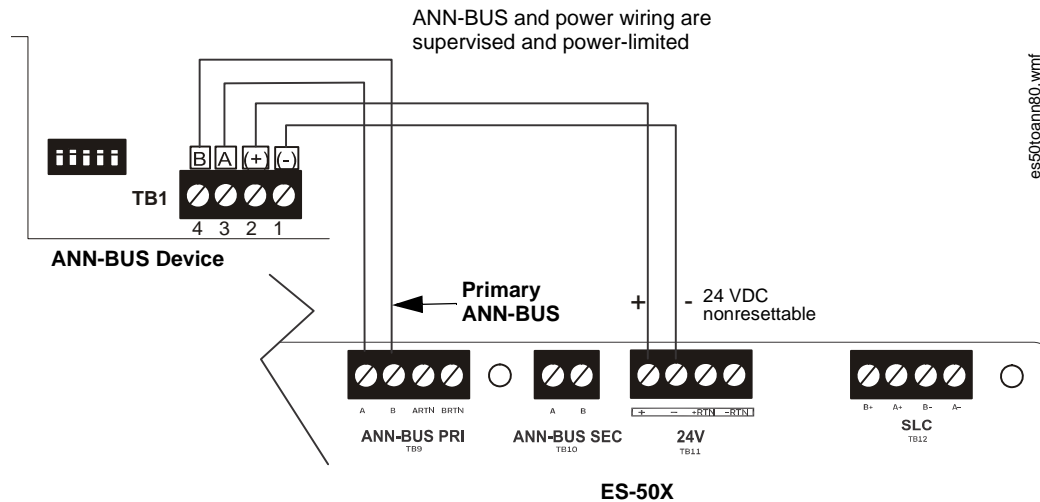 ANN-BUS and power wiring are
supervised and power-limited
es50toann80.wmf
B A (+) (-)
TB1
4 3 2 1
ANN-BUS Device
Primary
ANN-BUS
+ - 24 VDC
nonresettable
A B ARTN BRTN
ANN-BUS PRI
TB9
A B
ANN-BUS SEC
TB10
+ − +RTN −RTN
24V
TB11
B+ A+ B− A−
SLC
TB12
ES-50X